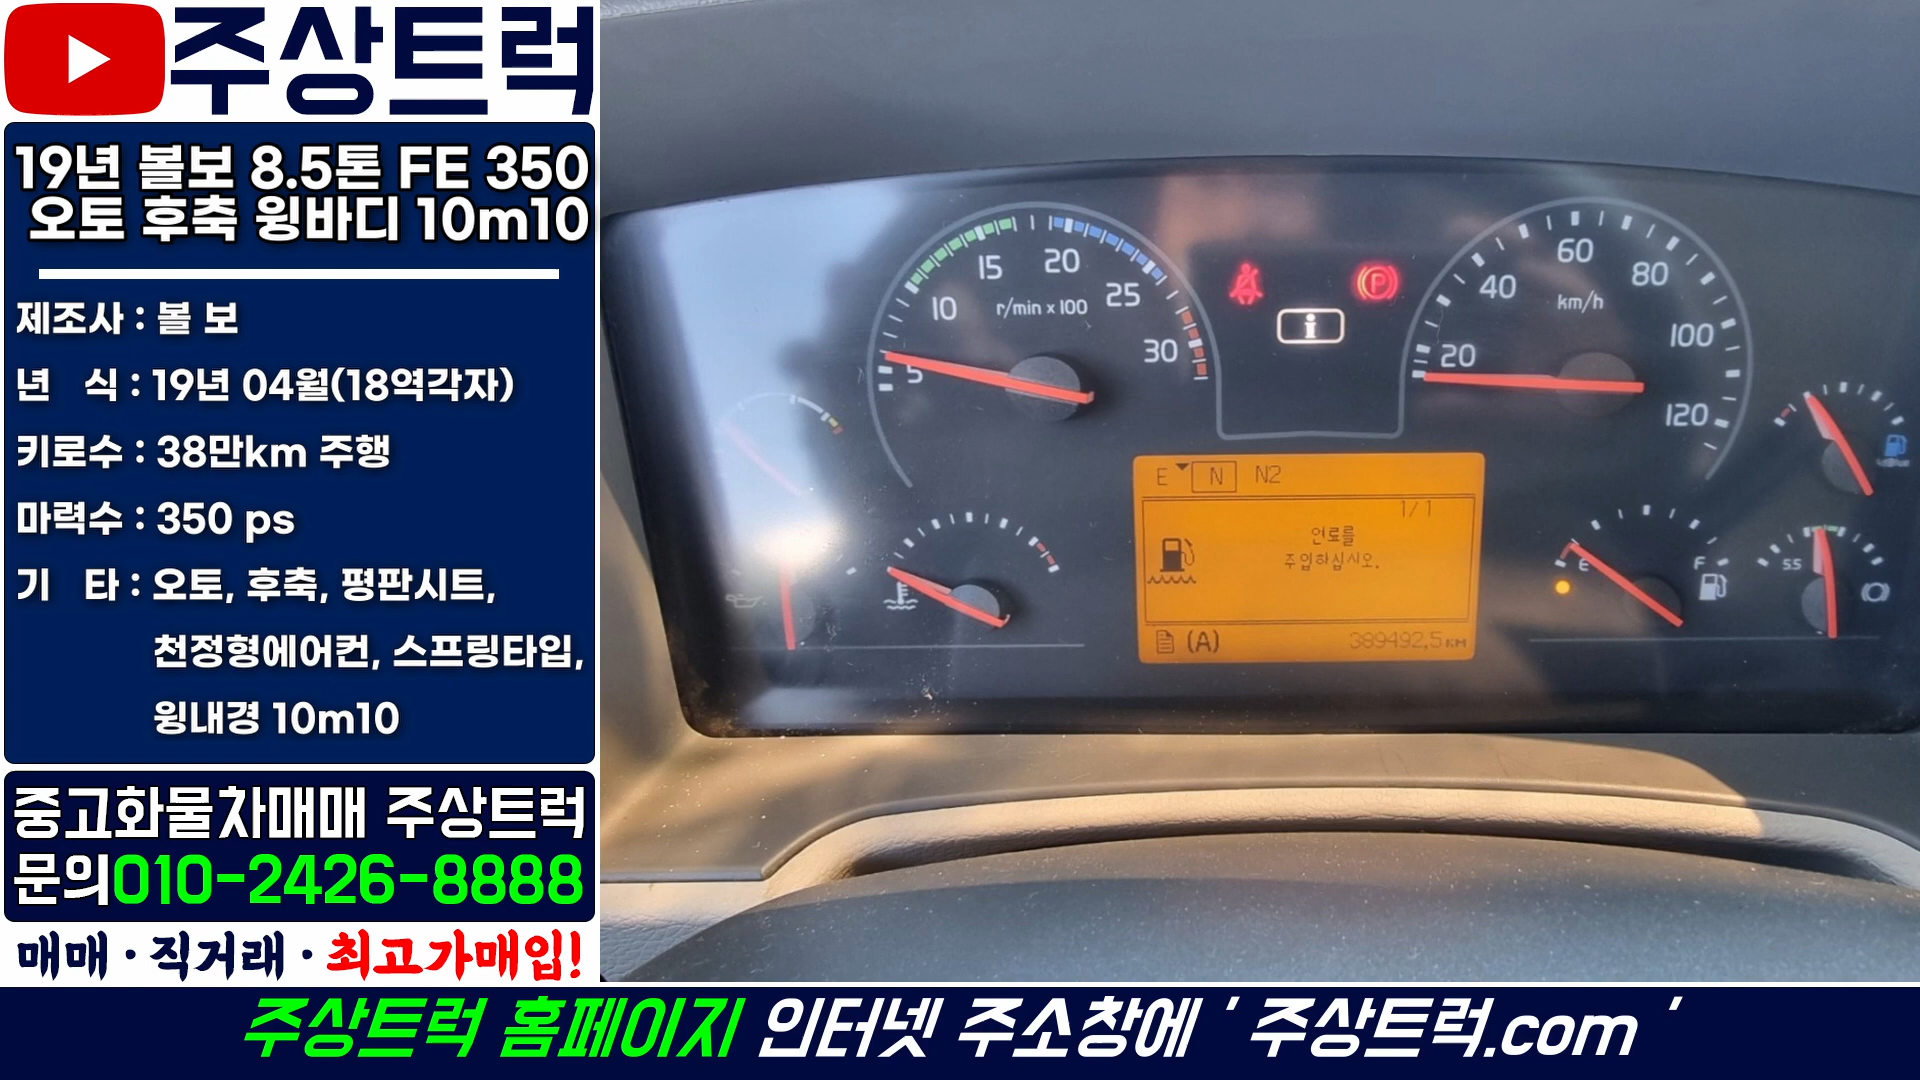 주상트럭
19년 볼보 8.5톤 FE 350
오토 후축 윙바디 10m10
제조사 : 볼 보
년 식 : 19년 04월(18역각자)
키로수 : 38만km 주행
마력수 : 350 ps
기 타 : 오토, 후축, 평판시트,
천정형에어컨, 스프링타입,
윙내경 10m10
중고화물차매매 주상트럭
문의010-2426-8888
매매 · 직거래 · 최고가매입!
5 10 15 20 25 30
r/min x 100
P
i
20 40 60 80 100 120
km/h
E N N2
1/1
연료를
주입하십시오.
(A) 389492,5 KM
E F
5.5
주상트럭 홈페이지 인터넷 주소창에 ' 주상트럭.com '